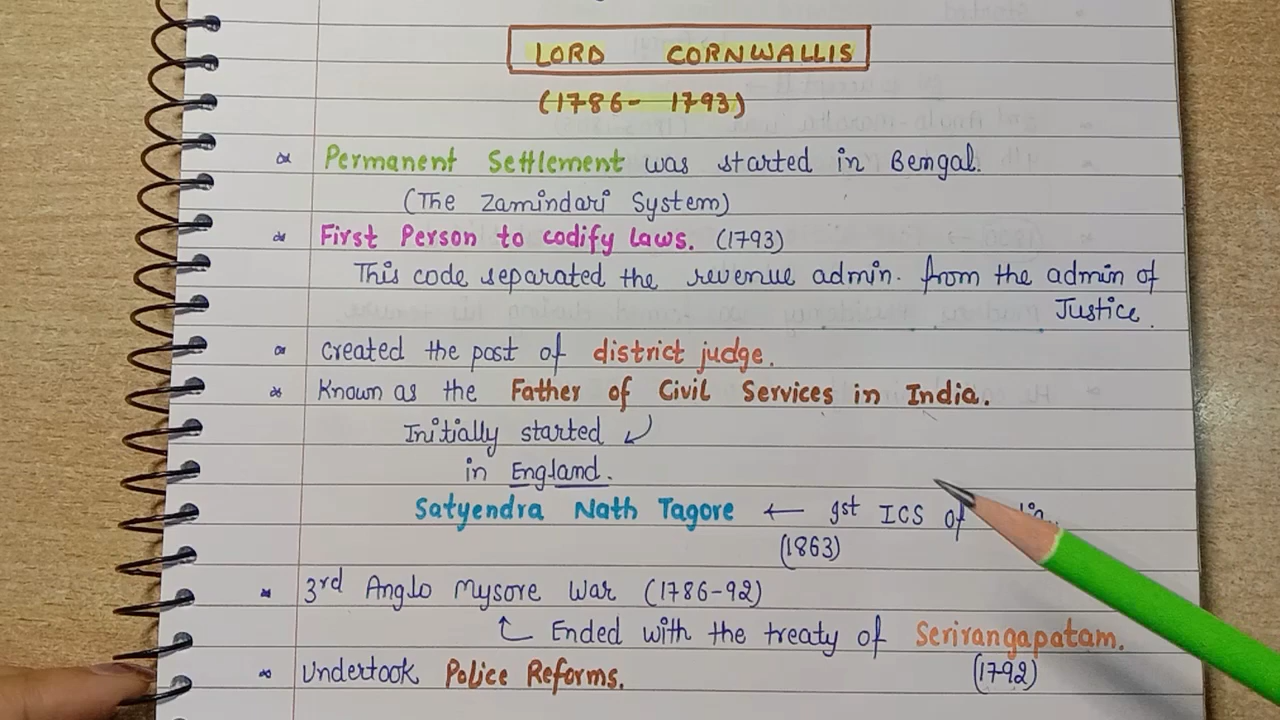 LORD CORNWALLIS
(1786- 1793)
Permanent Settlement was started in Bengal.
(The Zamindari System)
First Person to codify Laws. (1793)
This code separated the revenue admin. from the admin of
Justice.
created the post of district judge.
Known as the Father of Civil Services in India.
Initially started
in England.
Satyendra Nath Tagore ← 1st ICS of
(1863)
3rd Anglo Mysore War (1786-92)
Ended with the treaty of Serirangapatam.
(1792)
Undertook Police Reforms.